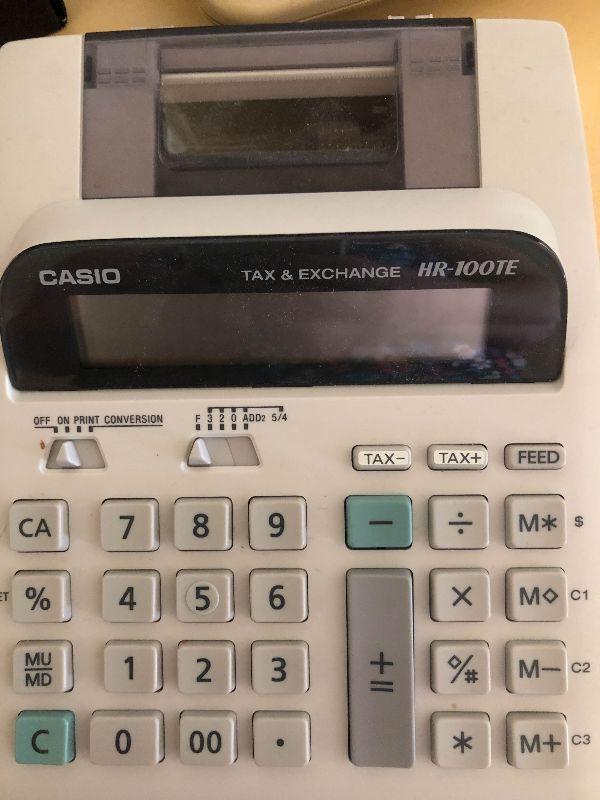 CASIO TAX & EXCHANGE HR-100TE
OFF ON PRINT CONVERSION F 3 2 0 ADD2 5/4
TAX− TAX+ FEED
CA 7 8 9 − ÷ M* $
ET % 4 5 6 × M◇ C1
MU
MD 1 2 3 + = ◇/# M− C2
C 0 00 . * M+ C3